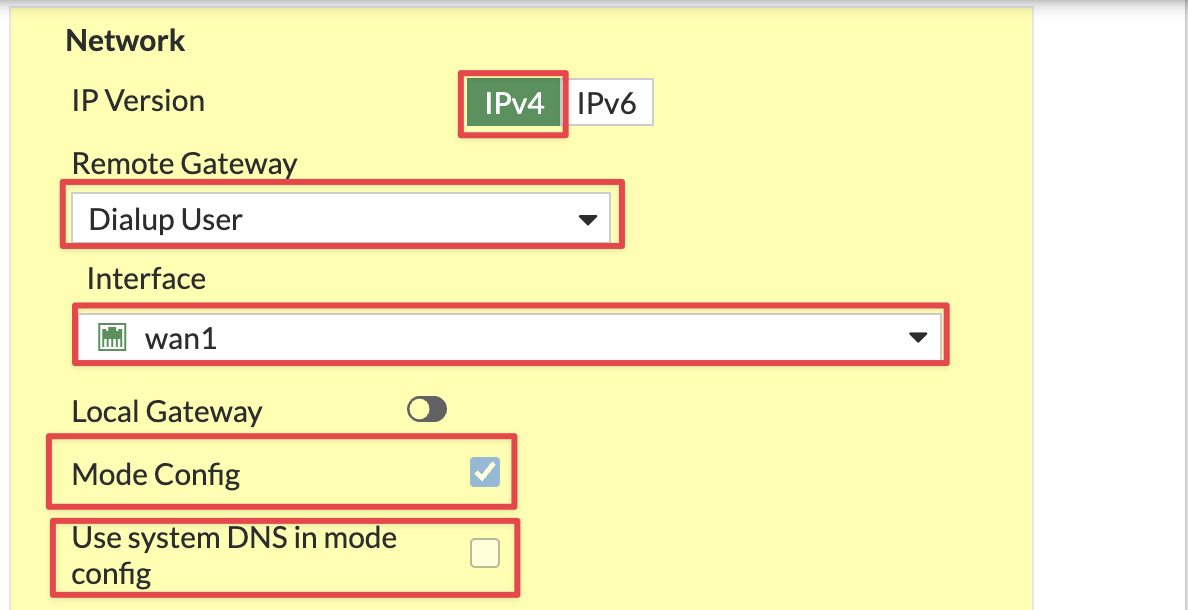 Network
IP Version IPv4 IPv6
Remote Gateway
Dialup User
Interface
wan1
Local Gateway
Mode Config
Use system DNS in mode
config